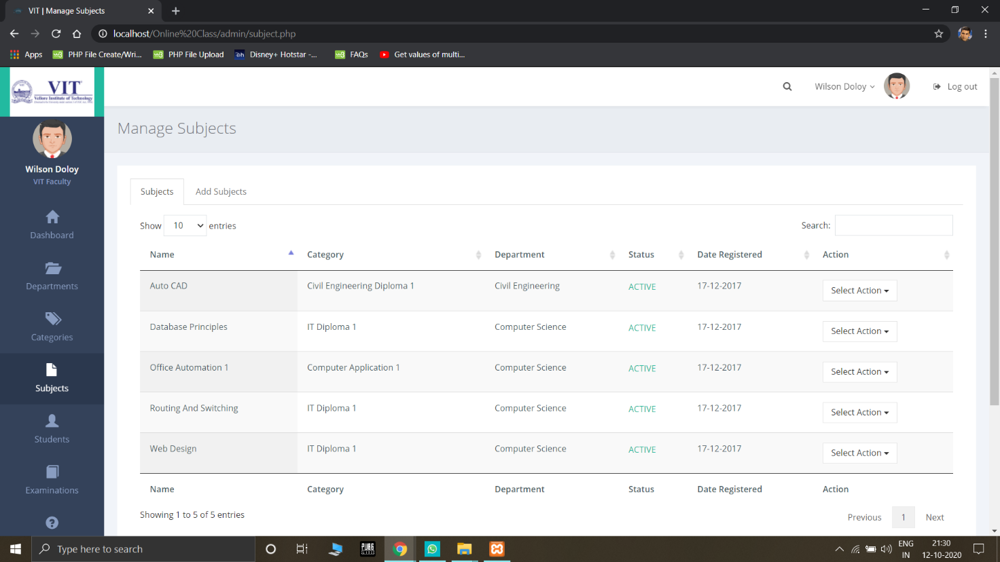 VIT | Manage Subjects
localhost/Online%20Class/admin/subject.php
Apps
PHP File Create/Wri...
PHP File Upload
Disney+ Hotstar -...
FAQs
Get values of multi...
VIT
Vellore Institute of Technology
Wilson Doloy
Log out
Manage Subjects
Wilson Doloy
VIT Faculty
Dashboard
Departments
Categories
Subjects
Students
Examinations
Subjects Add Subjects
Show 10 entries Search:
Name Category Department Status Date Registered Action
Auto CAD Civil Engineering Diploma 1 Civil Engineering ACTIVE 17-12-2017 Select Action
Database Principles IT Diploma 1 Computer Science ACTIVE 17-12-2017 Select Action
Office Automation 1 Computer Application 1 Computer Science ACTIVE 17-12-2017 Select Action
Routing And Switching IT Diploma 1 Computer Science ACTIVE 17-12-2017 Select Action
Web Design IT Diploma 1 Computer Science ACTIVE 17-12-2017 Select Action
Name Category Department Status Date Registered Action
Showing 1 to 5 of 5 entries
Previous 1 Next
Type here to search
PUBG
ENG
IN
21:30
12-10-2020